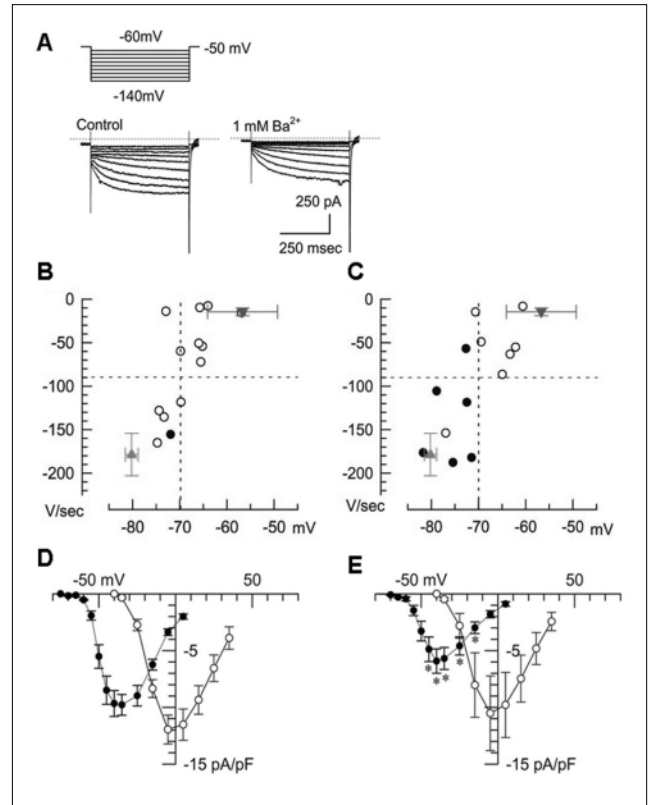 A
-60mV
-50 mV
-140mV
Control
1 mM Ba²⁺
250 pA
250 msec
B
0
-50
-100
-150
-200
V/sec
-80 -70 -60 -50 mV
C
0
-50
-100
-150
-200
V/sec
-80 -70 -60 -50 mV
D
-50 mV 50
-5
-15 pA/pF
E
-50 mV 50
-5
* * * * *
-15 pA/pF